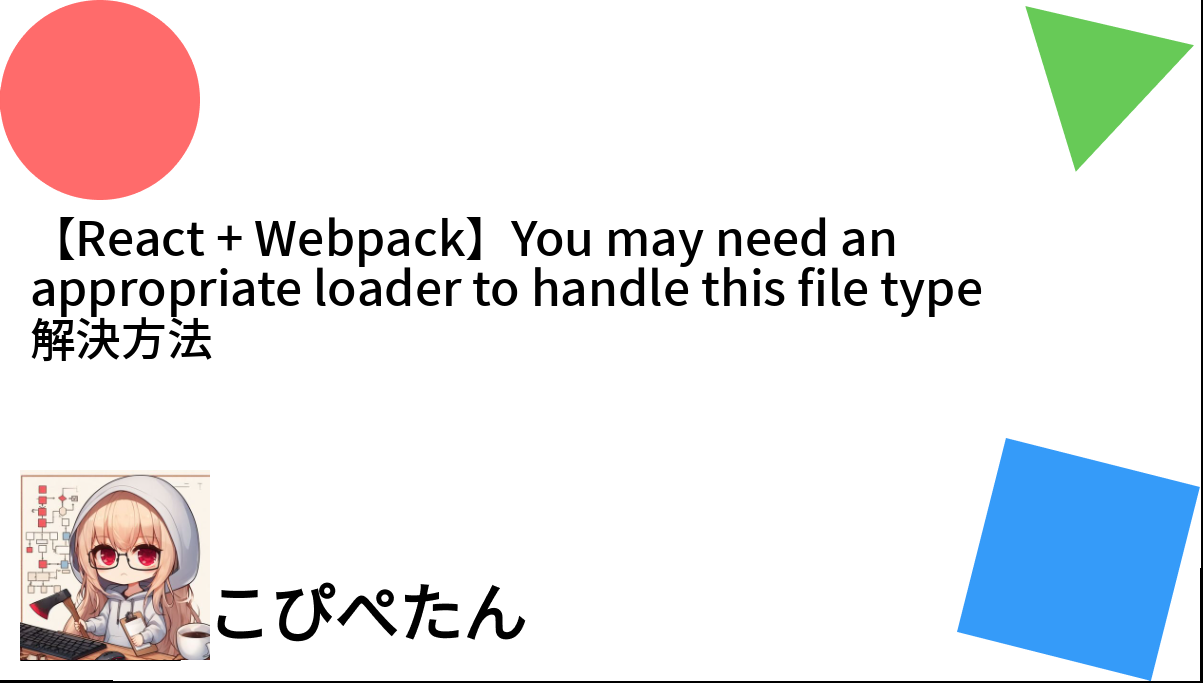 【React + Webpack】You may need an
appropriate loader to handle this file type
解決方法
こぴぺたん